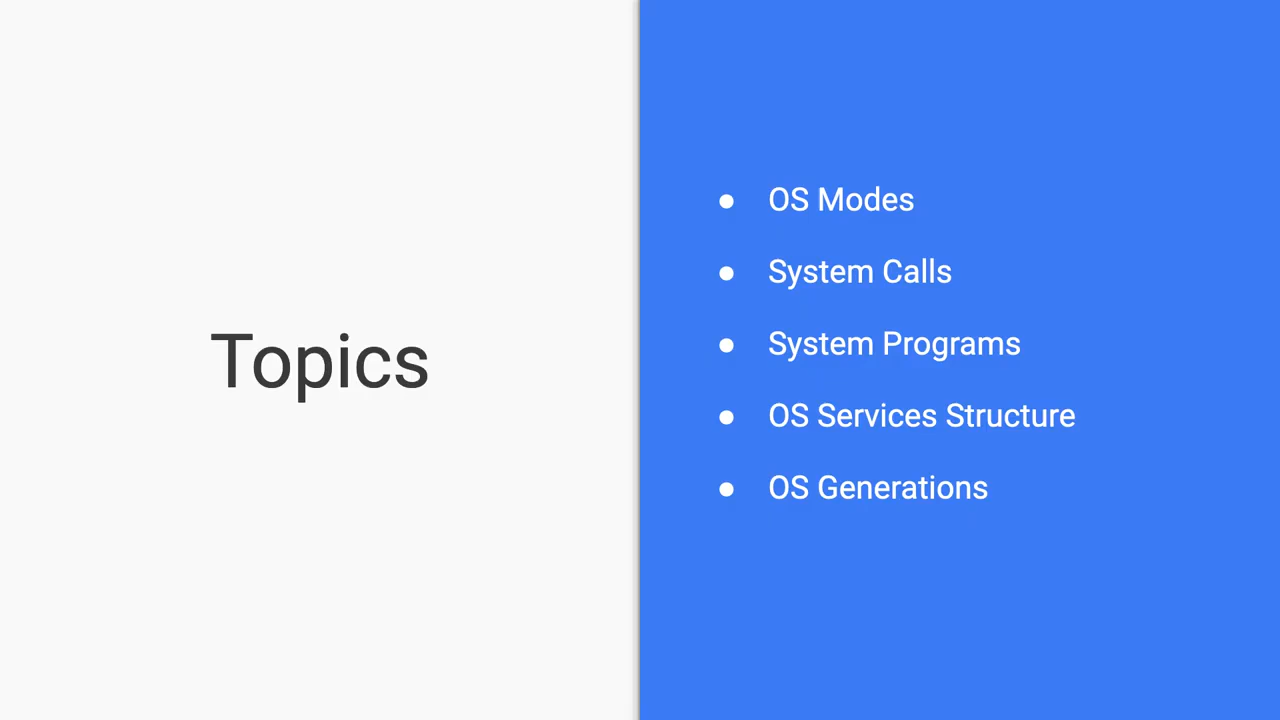 Topics
● OS Modes
● System Calls
● System Programs
● OS Services Structure
● OS Generations